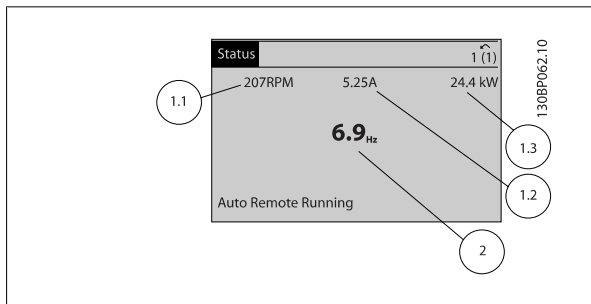 Status
1 (1)
207RPM 5.25A 24.4 kW
1.1
1.3
6.9Hz
1.2
Auto Remote Running
2
130BP062.10